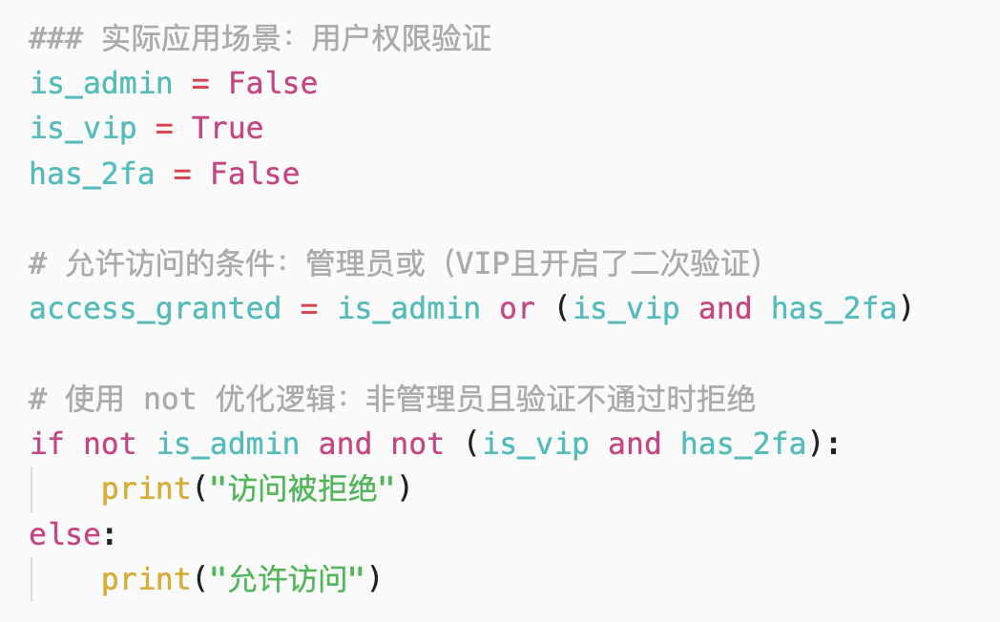 ### 实际应用场景：用户权限验证
is_admin = False
is_vip = True
has_2fa = False
# 允许访问的条件：管理员或（VIP且开启了二次验证）
access_granted = is_admin or (is_vip and has_2fa)
# 使用 not 优化逻辑：非管理员且验证不通过时拒绝
if not is_admin and not (is_vip and has_2fa):
    print("访问被拒绝")
else:
    print("允许访问")